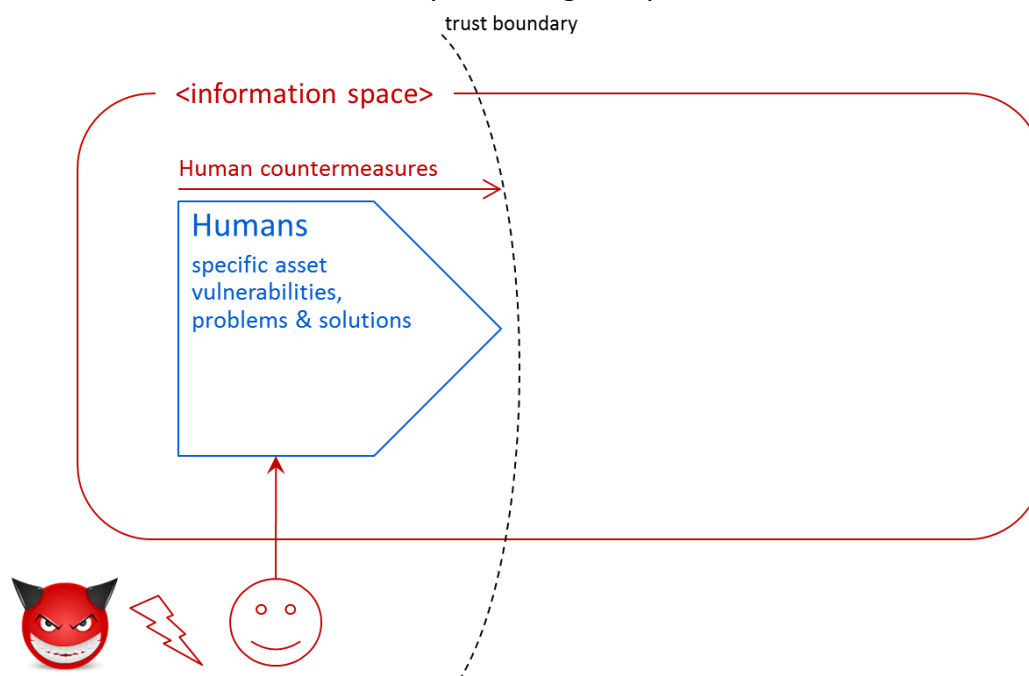 trust boundary
<information space>
Human countermeasures
Humans
specific asset
vulnerabilities,
problems & solutions